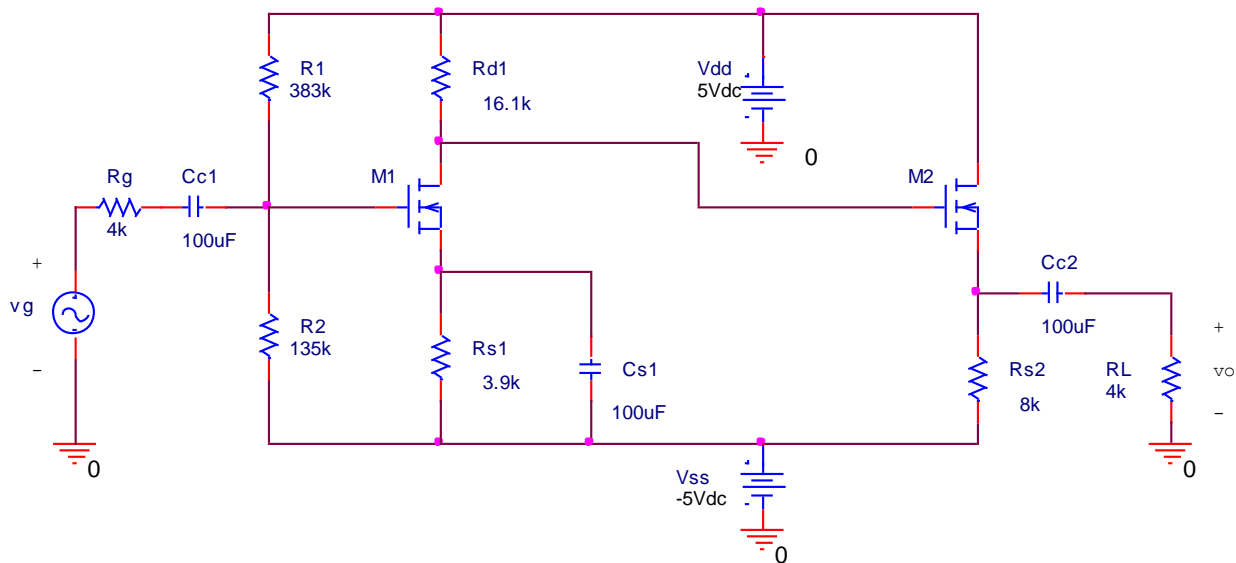 R1
383k
Rd1
16.1k
Vdd
5Vdc
0
Rg
4k
Cc1
100uF
M1
M2
+
vg
-
0
R2
135k
Rs1
3.9k
Cs1
100uF
Cc2
100uF
Rs2
8k
RL
4k
+
vo
-
0
Vss
-5Vdc
0